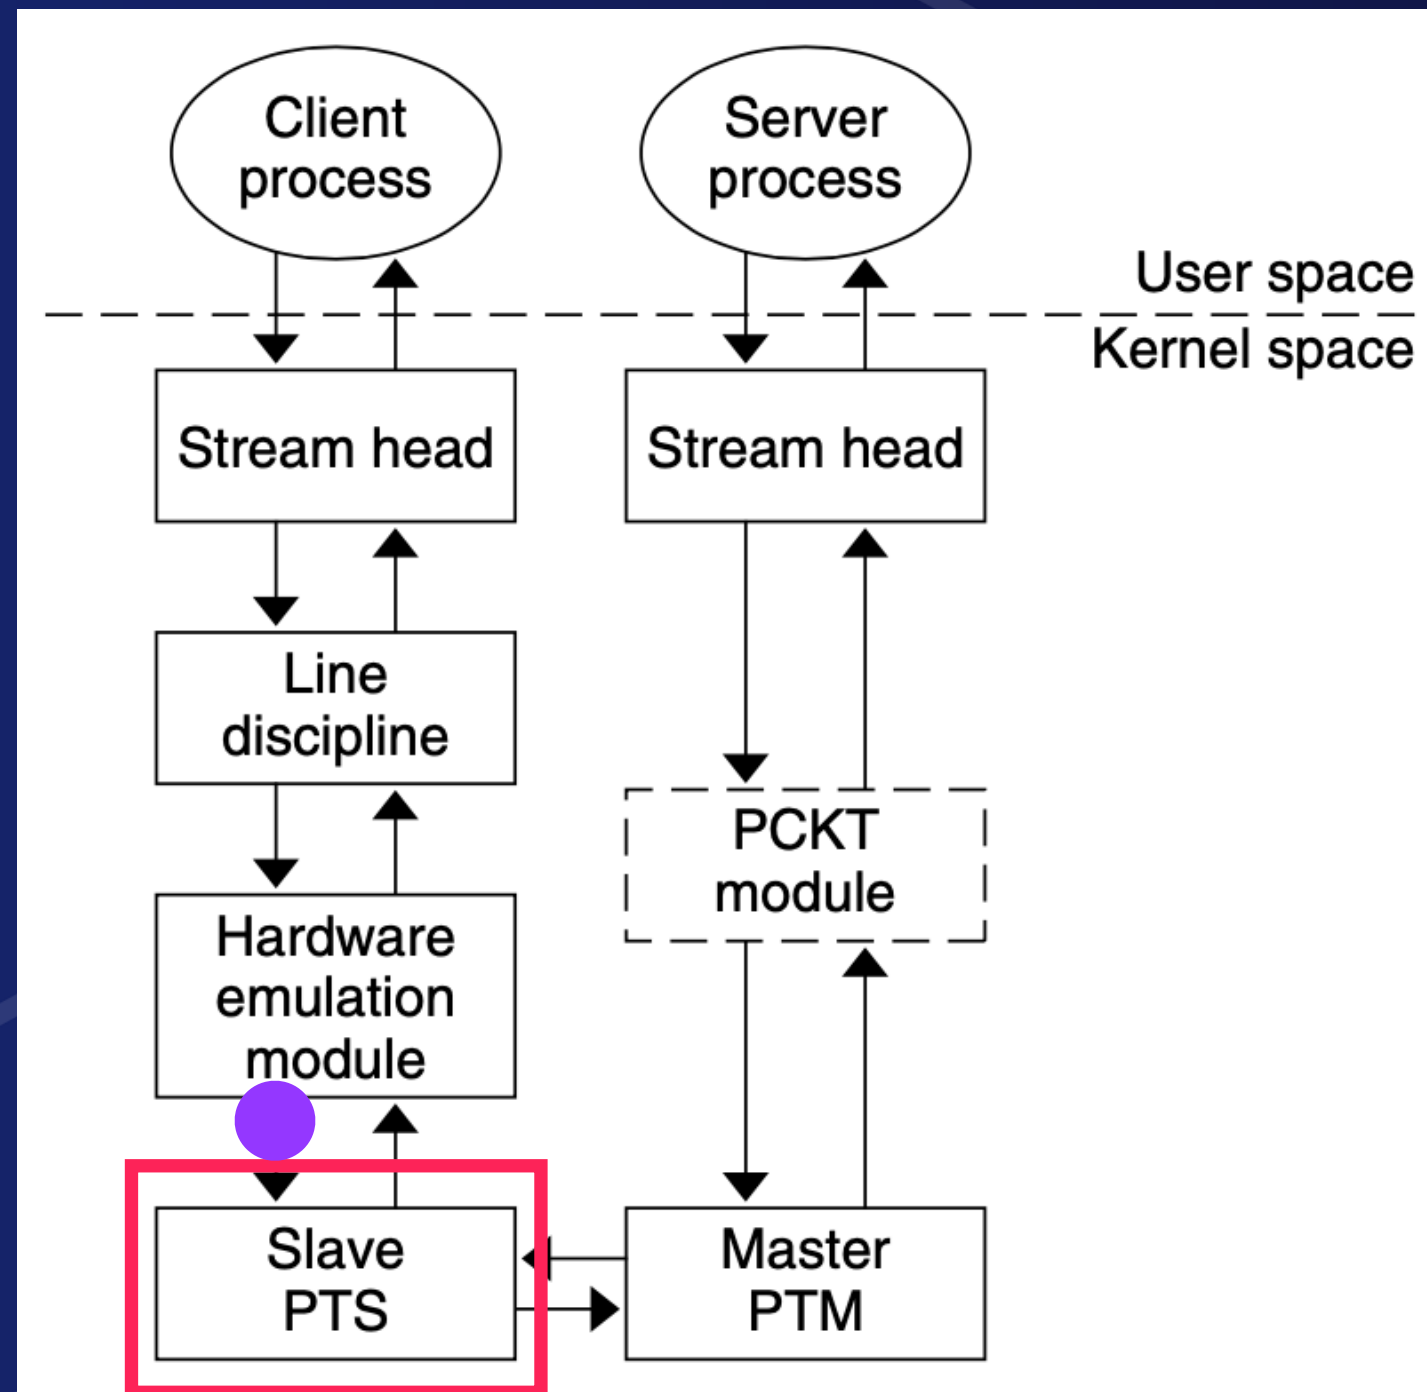 Client
process
Server
process
User space
Kernel space
Stream head
Stream head
Line
discipline
PCKT
module
Hardware
emulation
module
Slave
PTS
Master
PTM